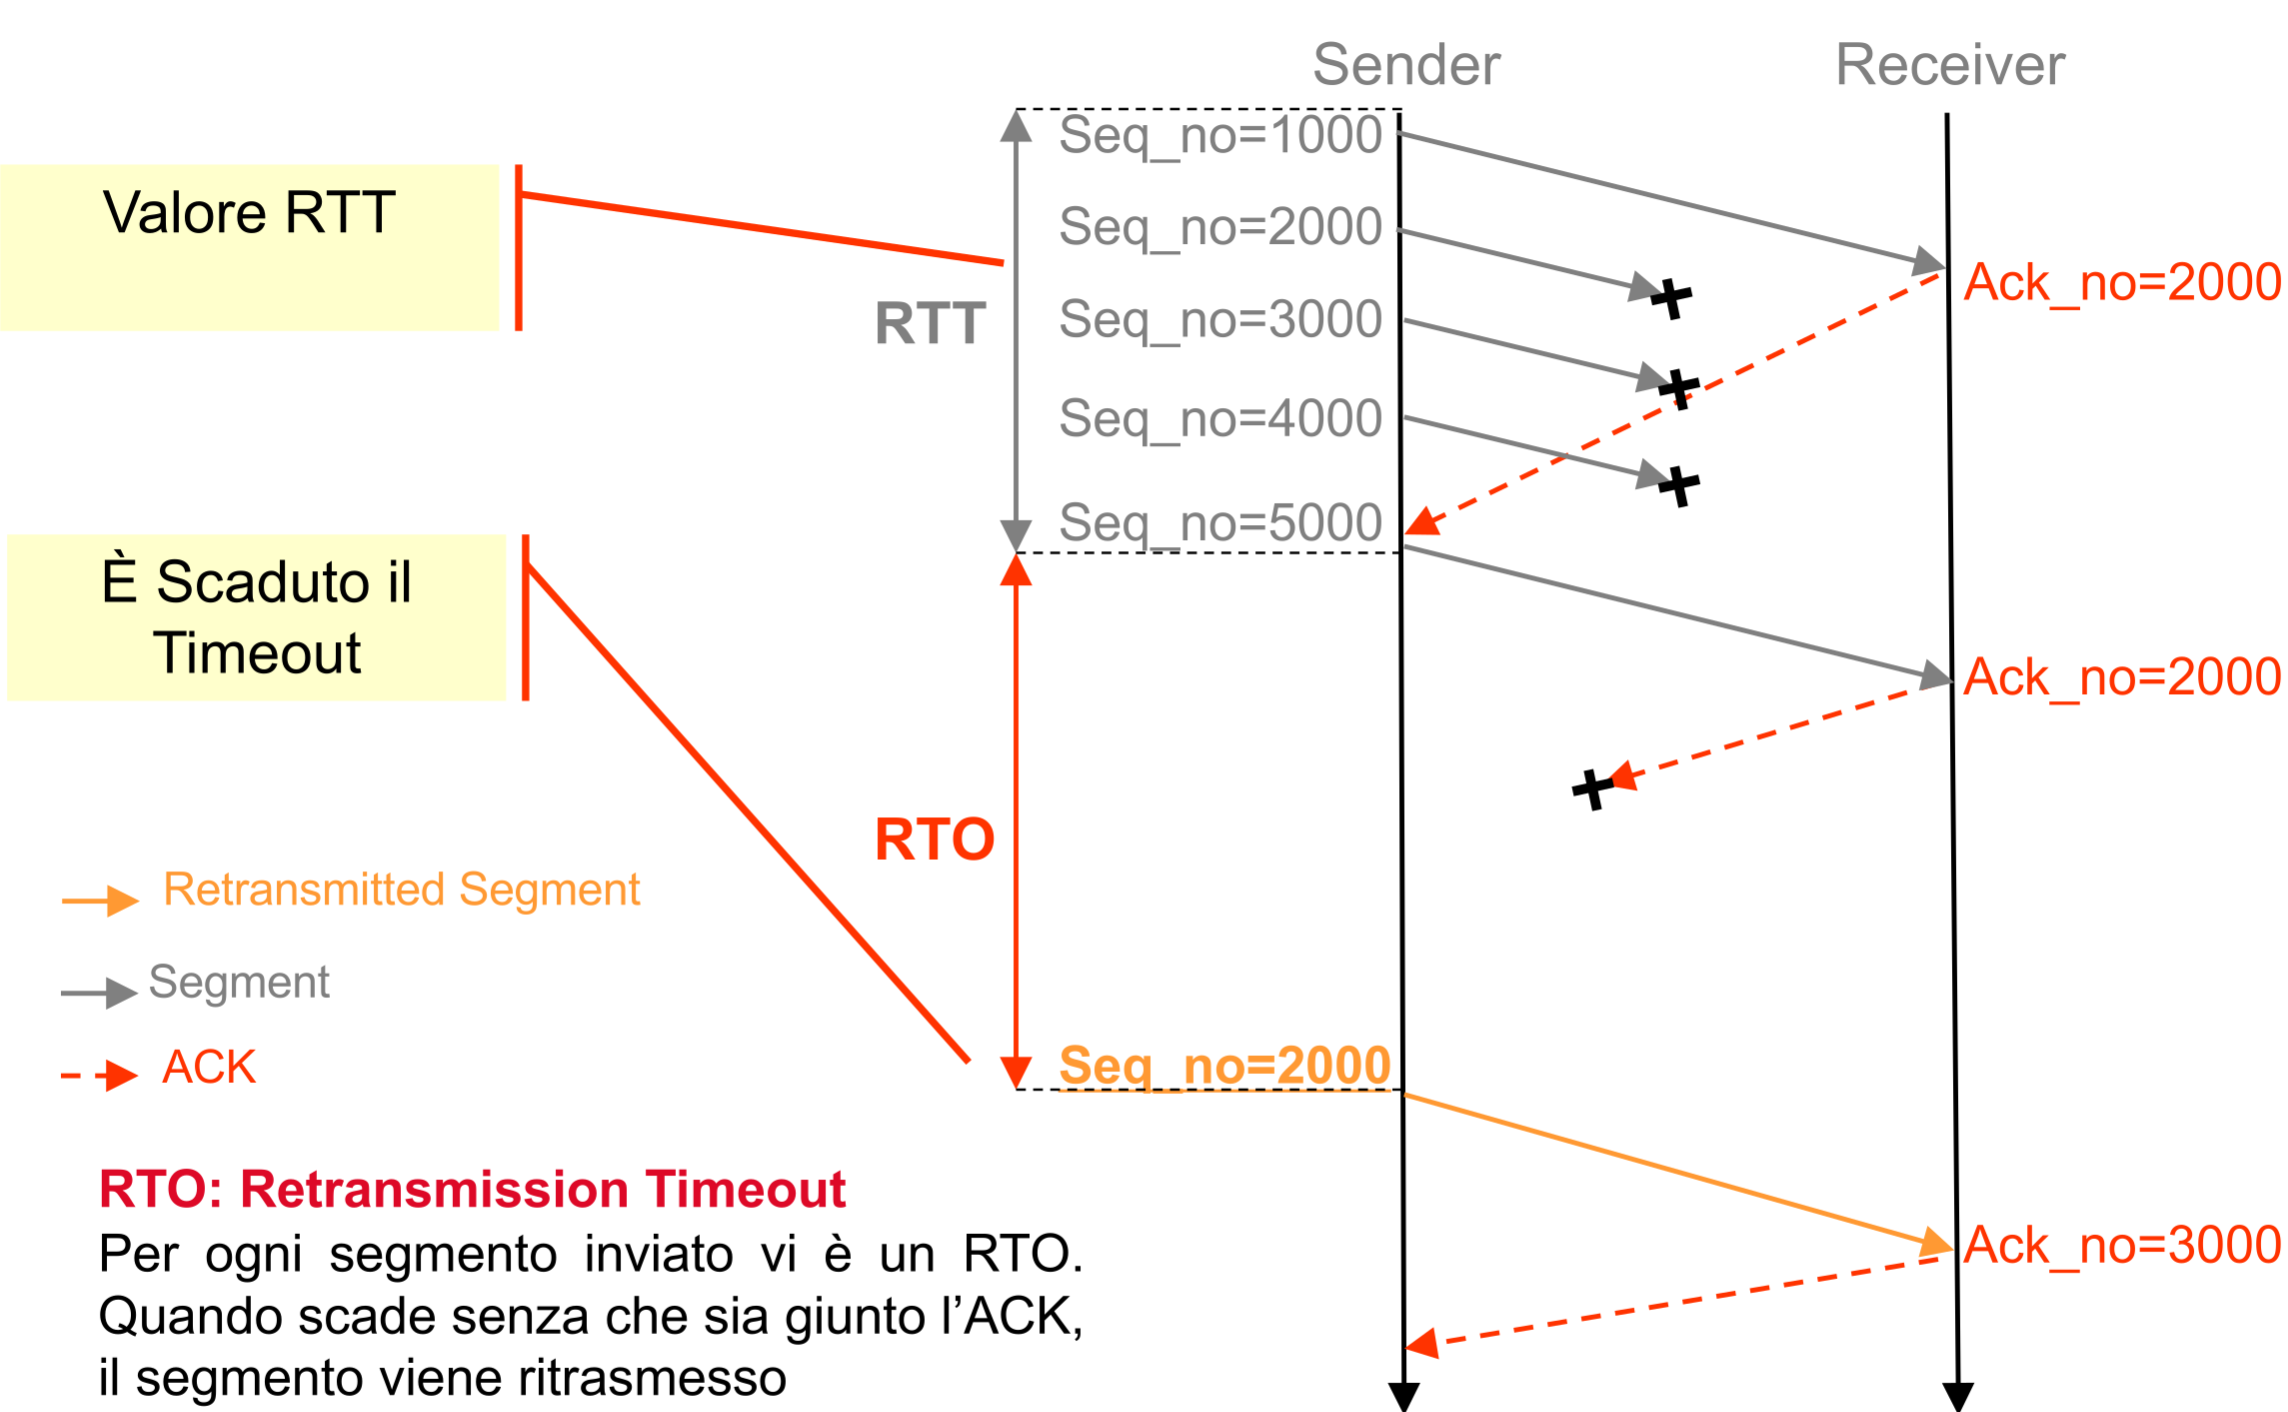 Sender
Receiver
Seq_no=1000
Valore RTT
Seq_no=2000
Ack_no=2000
RTT
Seq_no=3000
Seq_no=4000
Seq_no=5000
È Scaduto il
Timeout
Ack_no=2000
RTO
Retransmitted Segment
Segment
ACK
Seq_no=2000
RTO: Retransmission Timeout
Per ogni segmento inviato vi è un RTO.
Quando scade senza che sia giunto l’ACK,
il segmento viene ritrasmesso
Ack_no=3000